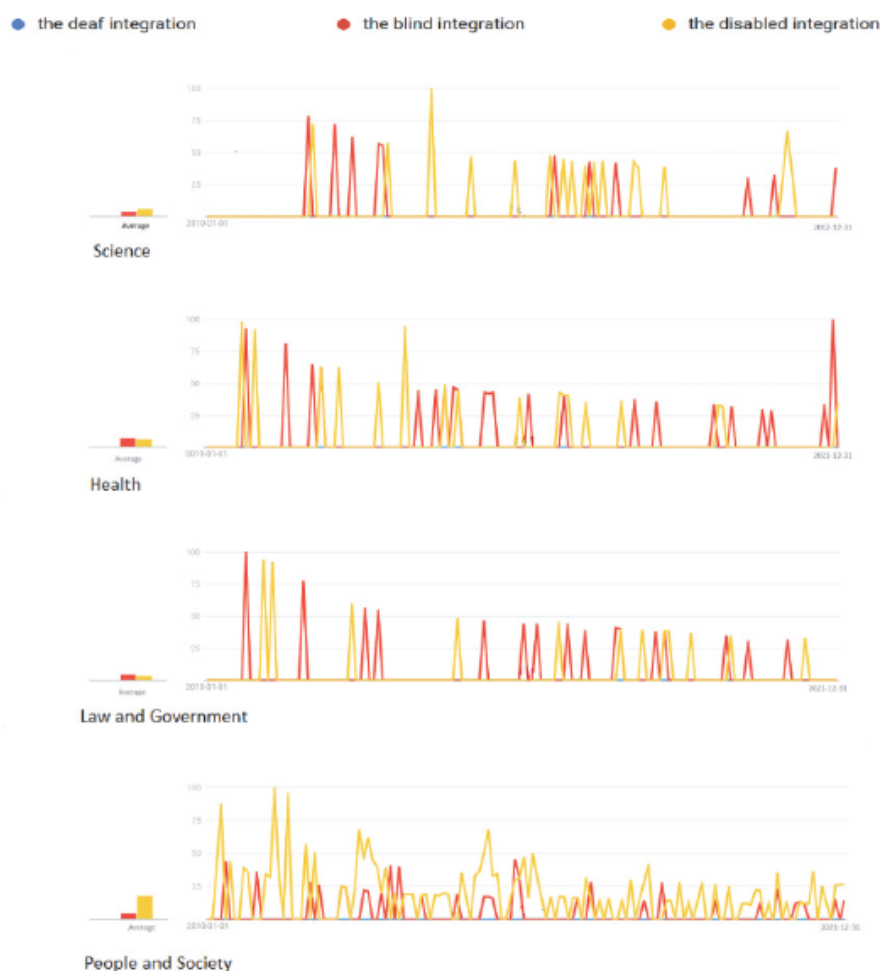 the deaf integration
the blind integration
the disabled integration
100
75
50
25
Average
2010-01-01
Science
100
75
50
25
Average
2010-01-01
2021-12-31
Health
100
75
50
25
Average
2010-01-01
2021-12-31
Law and Government
100
75
50
25
Average
2010-01-01
People and Society